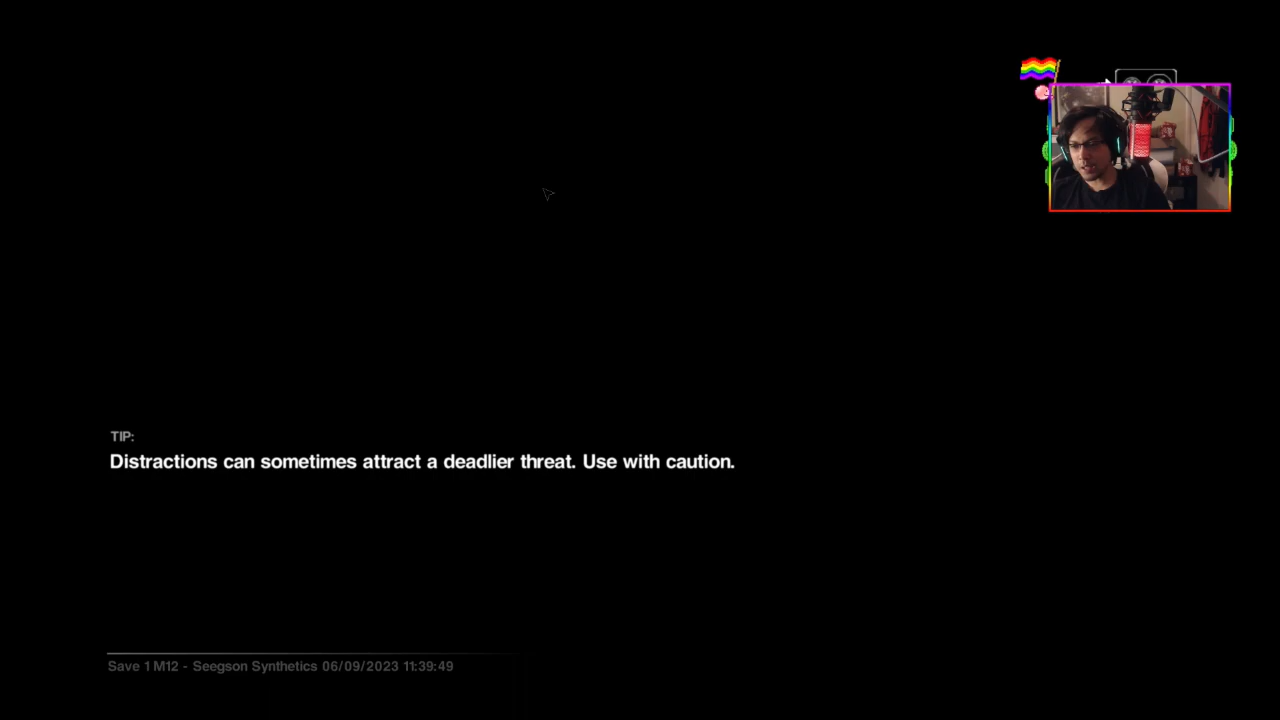 TIP:
Distractions can sometimes attract a deadlier threat. Use with caution.
Save 1 M12 - Seegson Synthetics 06/09/2023 11:39:49